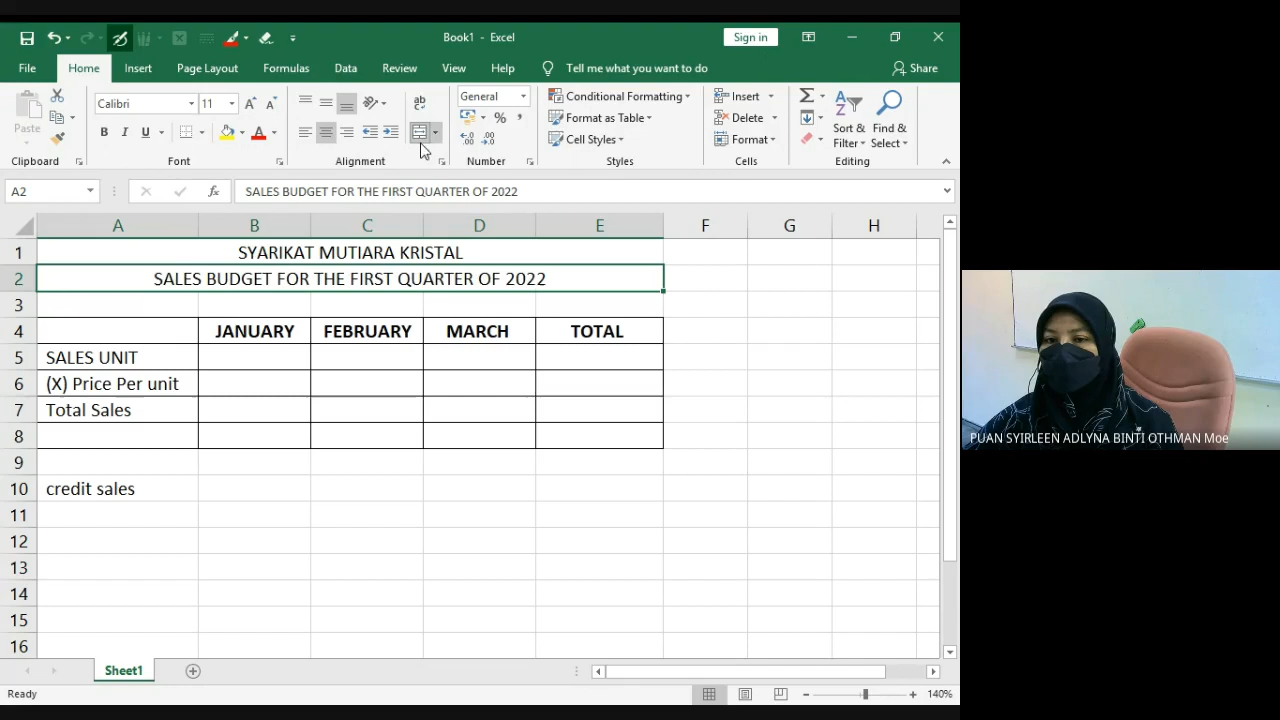 Book1 - Excel
Sign in
File Home Insert Page Layout Formulas Data Review View Help Tell me what you want to do Share
Paste
Calibri 11
B I U
A
ab
c
General
% ,
Conditional Formatting
Format as Table
Cell Styles
Insert
Delete
Format
Sort & Filter
Find & Select
Clipboard Font Alignment Number Styles Cells Editing
A2 fx SALES BUDGET FOR THE FIRST QUARTER OF 2022
A B C D E F G H
1 SYARIKAT MUTIARA KRISTAL
2 SALES BUDGET FOR THE FIRST QUARTER OF 2022
3
4 JANUARY FEBRUARY MARCH TOTAL
5 SALES UNIT
6 (X) Price Per unit
7 Total Sales
8
9
10 credit sales
11
12
13
14
15
16
Sheet1
Ready 140%
PUAN SYIRLEEN ADLYNA BINTI OTHMAN Moe